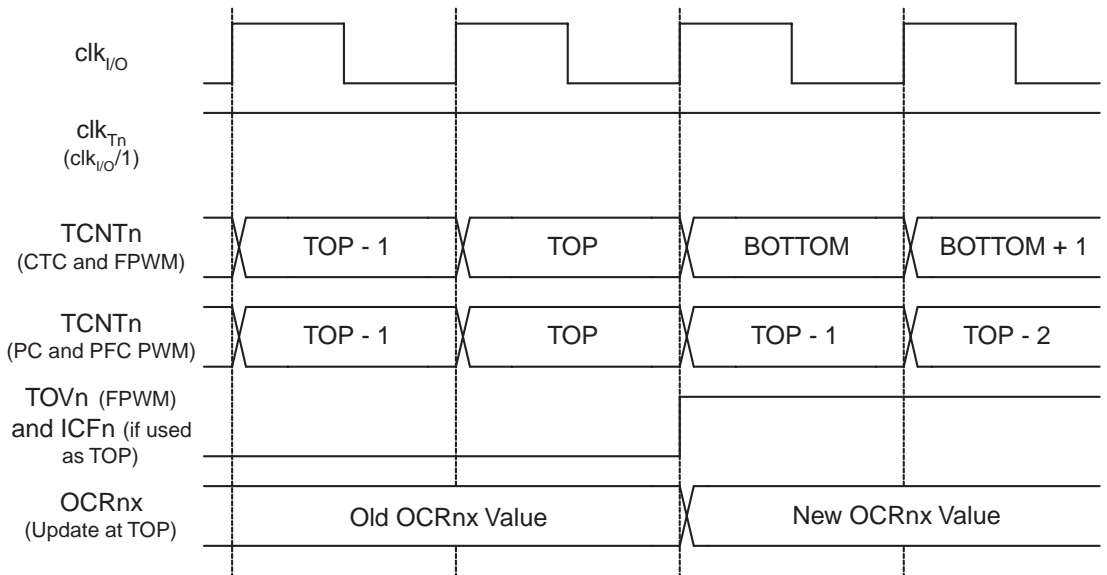 clkI/O
clkTn
(clkI/O/1)
TCNTn
(CTC and FPWM)
TOP - 1 TOP BOTTOM BOTTOM + 1
TCNTn
(PC and PFC PWM)
TOP - 1 TOP TOP - 1 TOP - 2
TOVn (FPWM)
and ICFn (if used
as TOP)
OCRnx
(Update at TOP)
Old OCRnx Value New OCRnx Value